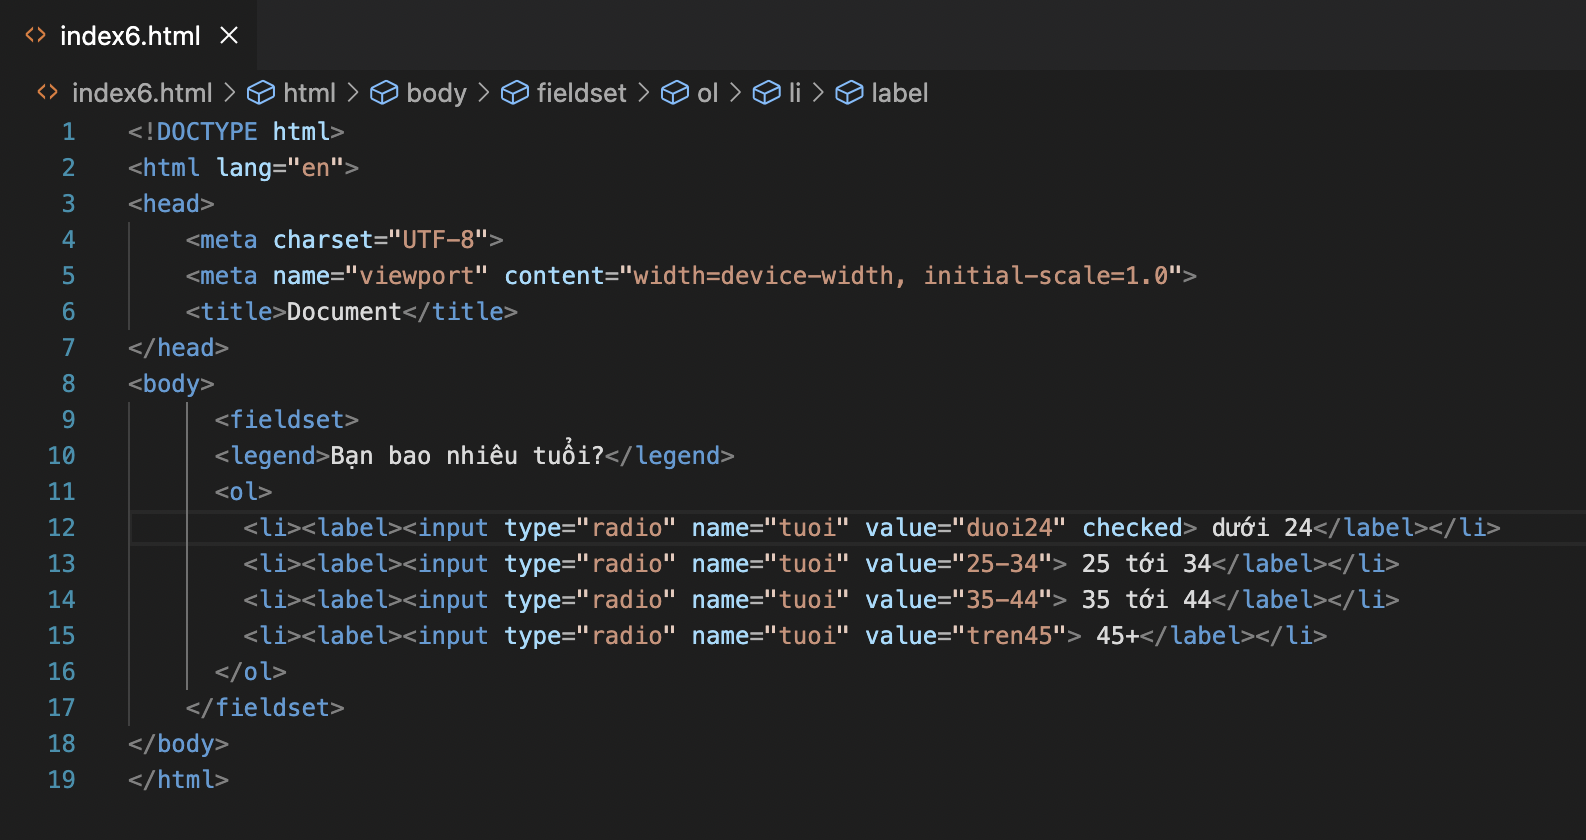 index6.html
index6.html > html > body > fieldset > ol > li > label
1 <!DOCTYPE html>
2 <html lang="en">
3 <head>
4 <meta charset="UTF-8">
5 <meta name="viewport" content="width=device-width, initial-scale=1.0">
6 <title>Document</title>
7 </head>
8 <body>
9 <fieldset>
10 <legend>Bạn bao nhiêu tuổi?</legend>
11 <ol>
12 <li><label><input type="radio" name="tuoi" value="duoi24" checked> dưới 24</label></li>
13 <li><label><input type="radio" name="tuoi" value="25-34"> 25 tới 34</label></li>
14 <li><label><input type="radio" name="tuoi" value="35-44"> 35 tới 44</label></li>
15 <li><label><input type="radio" name="tuoi" value="tren45"> 45+</label></li>
16 </ol>
17 </fieldset>
18 </body>
19 </html>